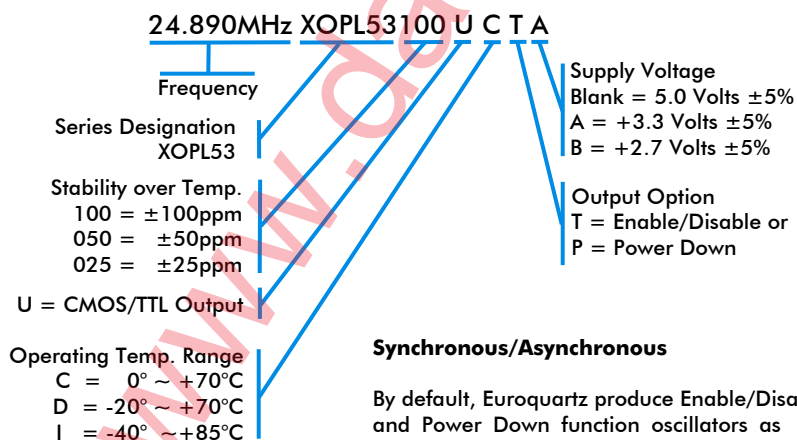 24.890MHz XOPL53100 U C T A
Frequency
Series Designation
XOPL53
Stability over Temp.
100 = ±100ppm
050 = ±50ppm
025 = ±25ppm
U = CMOS/TTL Output
Operating Temp. Range
C = 0° ~ +70°C
D = -20° ~ +70°C
I = -40° ~+85°C
Supply Voltage
Blank = 5.0 Volts ±5%
A = +3.3 Volts ±5%
B = +2.7 Volts ±5%
Output Option
T = Enable/Disable or
P = Power Down
Synchronous/Asynchronous
By default, Euroquartz produce Enable/Disa
and Power Down function oscillators as
www.da